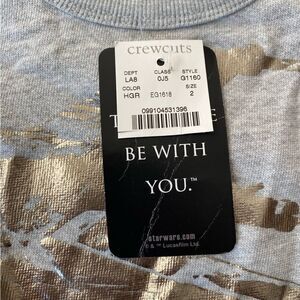 crewcuts
DEPT CLASS STYLE
LA8 0J5 G1160
COLOR SIZE
HGR EG1618 2
099104531396
T E
BE WITH
YOU.™
starwars.com
© & ™ Lucasfilm Ltd.